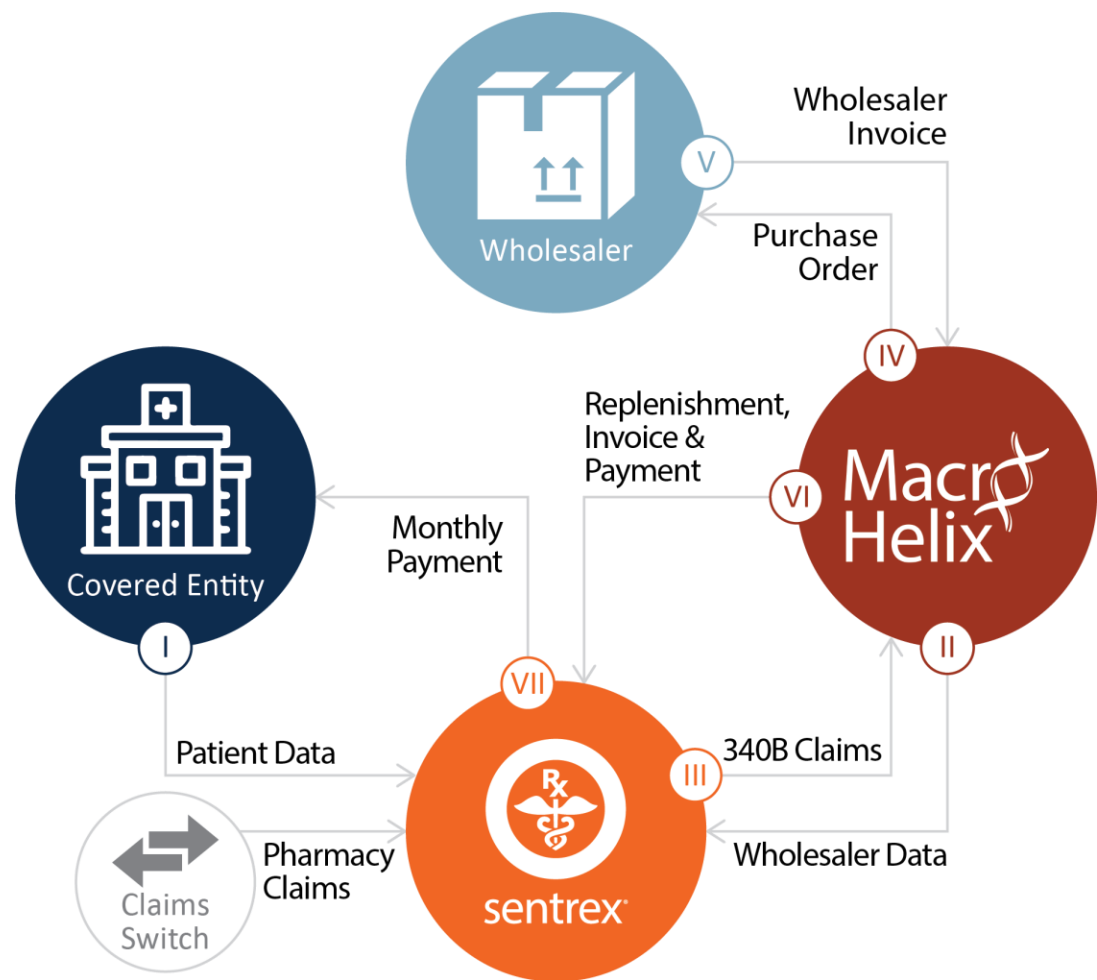 Wholesaler
V
Wholesaler
Invoice
Purchase
Order
IV
Covered Entity
I
Replenishment,
Invoice &
Payment
VI
Macro
Helix
II
Monthly
Payment
VII
Patient Data
Rx
sentrex®
III
340B Claims
Wholesaler Data
Claims
Switch
Pharmacy
Claims